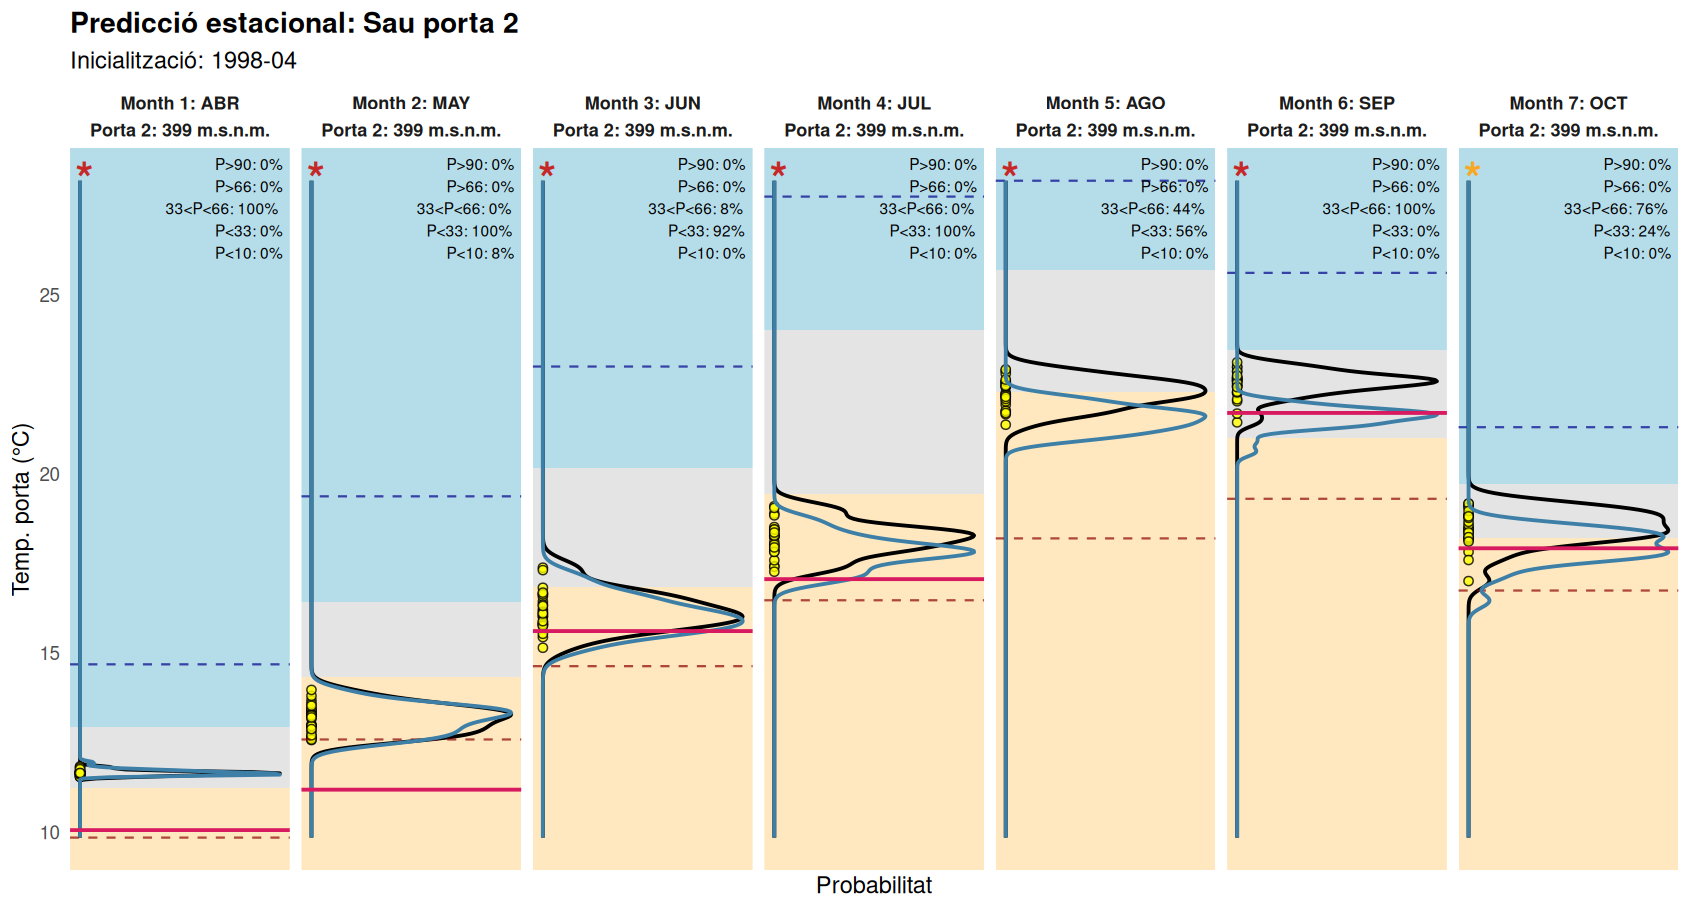 Predicció estacional: Sau porta 2
Inicialització: 1998-04
Month 1: ABR
Porta 2: 399 m.s.n.m.
Month 2: MAY
Porta 2: 399 m.s.n.m.
Month 3: JUN
Porta 2: 399 m.s.n.m.
Month 4: JUL
Porta 2: 399 m.s.n.m.
Month 5: AGO
Porta 2: 399 m.s.n.m.
Month 6: SEP
Porta 2: 399 m.s.n.m.
Month 7: OCT
Porta 2: 399 m.s.n.m.
*
P>90: 0%
P>66: 0%
33<P<66: 100%
P<33: 0%
P<10: 0%
*
P>90: 0%
P>66: 0%
33<P<66: 0%
P<33: 100%
P<10: 8%
*
P>90: 0%
P>66: 0%
33<P<66: 8%
P<33: 92%
P<10: 0%
*
P>90: 0%
P>66: 0%
33<P<66: 0%
P<33: 100%
P<10: 0%
*
P>90: 0%
P>66: 0%
33<P<66: 44%
P<33: 56%
P<10: 0%
*
P>90: 0%
P>66: 0%
33<P<66: 100%
P<33: 0%
P<10: 0%
*
P>90: 0%
P>66: 0%
33<P<66: 76%
P<33: 24%
P<10: 0%
25
20
15
10
Temp. porta (°C)
Probabilitat